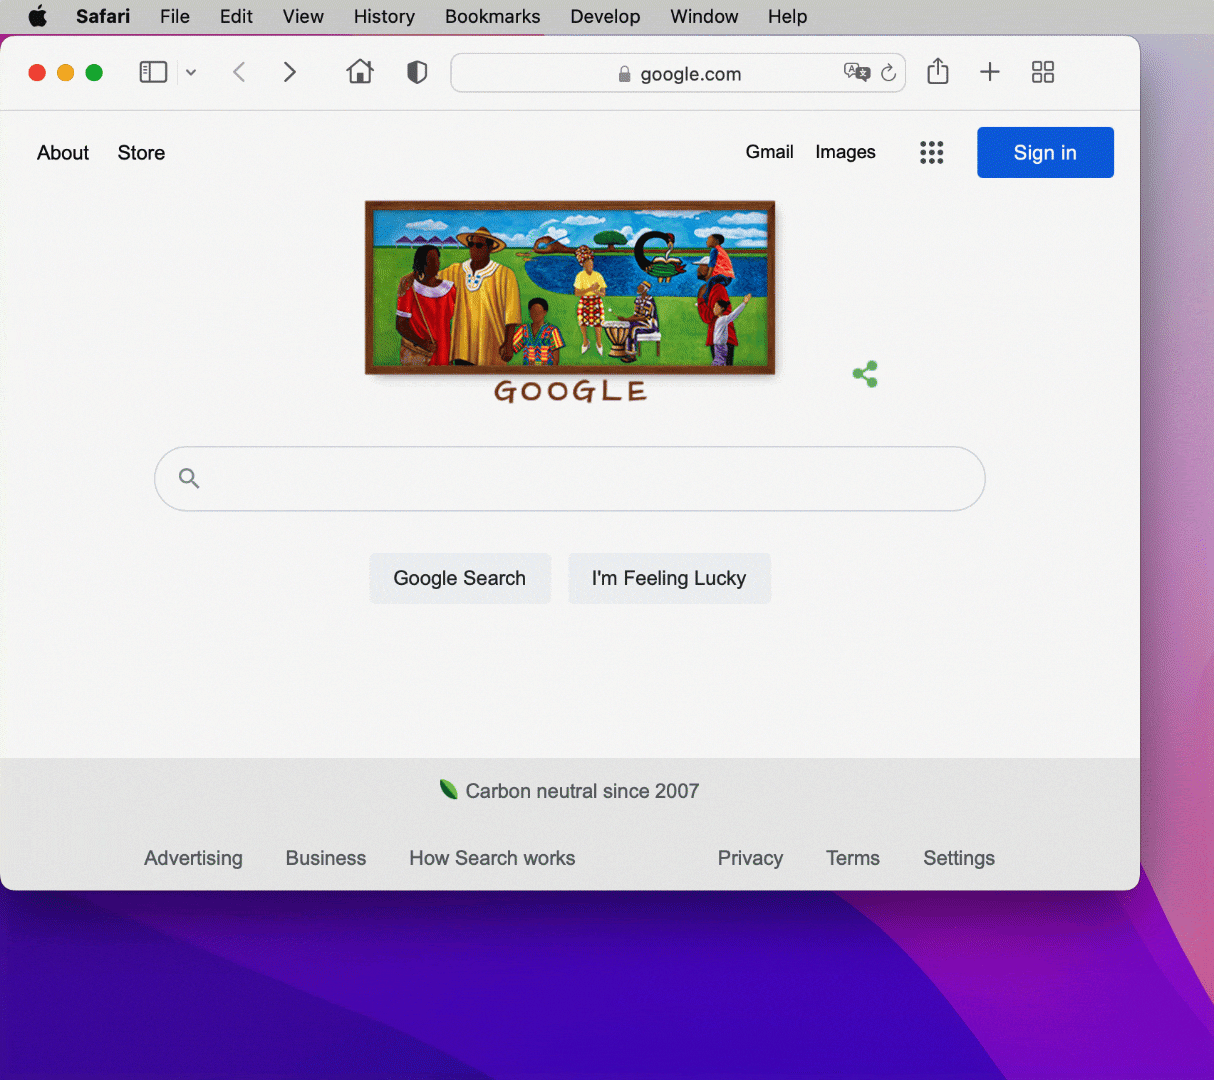 Safari File Edit View History Bookmarks Develop Window Help
google.com
About Store Gmail Images Sign in
GOOGLE
Google Search I'm Feeling Lucky
Carbon neutral since 2007
Advertising Business How Search works Privacy Terms Settings